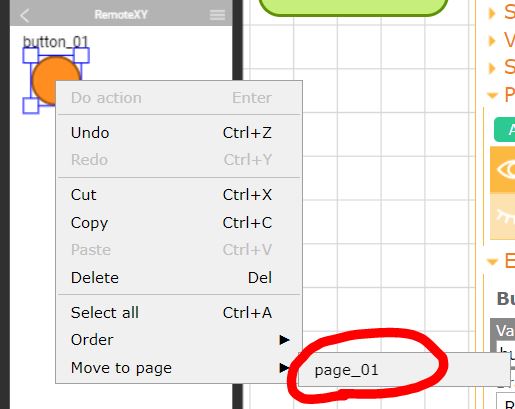 RemoteXY
button_01
Do action Enter
Undo Ctrl+Z
Redo Ctrl+Y
Cut Ctrl+X
Copy Ctrl+C
Paste Ctrl+V
Delete Del
Select all Ctrl+A
Order
Move to page
page_01
S
V
S
P
A
E
Bu
Va
bu
R